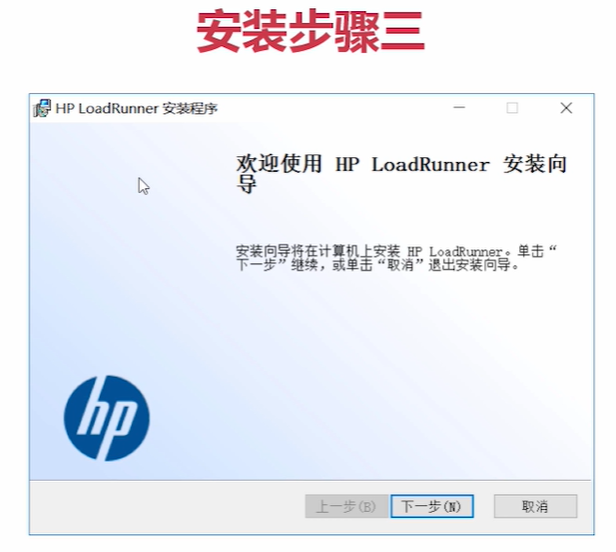 安装步骤三
HP LoadRunner 安装程序
欢迎使用 HP LoadRunner 安装向
导
安装向导将在计算机上安装 HP LoadRunner。单击“
下一步”继续，或单击“取消”退出安装向导。
hp
上一步(B) 下一步(N) 取消